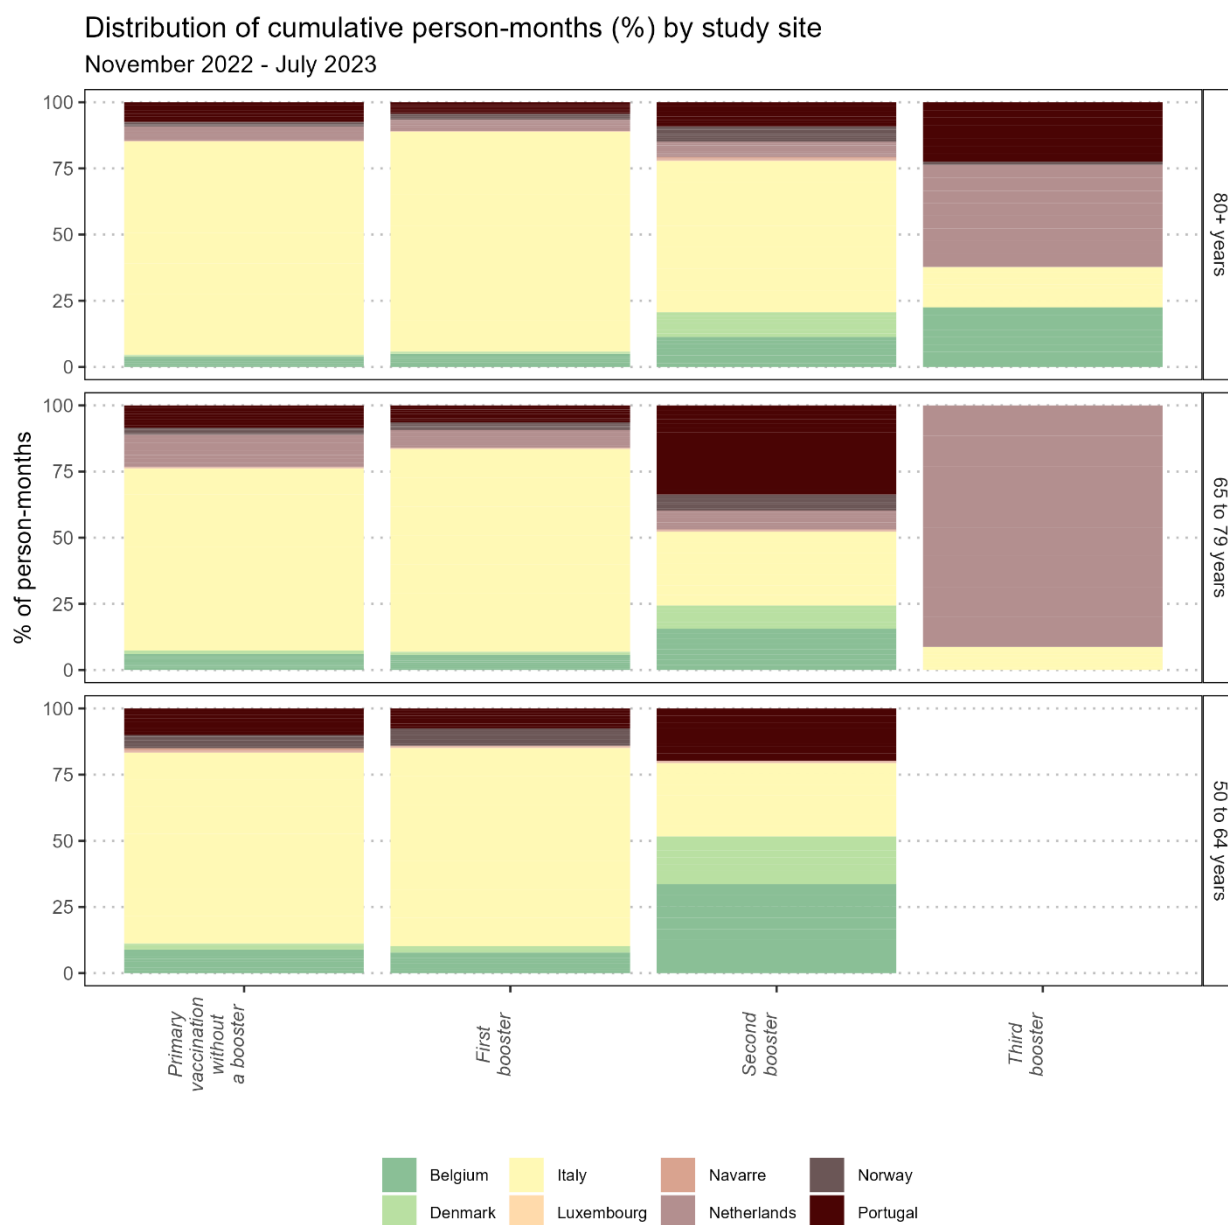 Distribution of cumulative person-months (%) by study site
November 2022 - July 2023
% of person-months
100
75
50
25
0
80+ years
100
75
50
25
0
65 to 79 years
100
75
50
25
0
50 to 64 years
Primary
vaccination
without
a booster
First
booster
Second
booster
Third
booster
Belgium
Italy
Navarre
Norway
Denmark
Luxembourg
Netherlands
Portugal